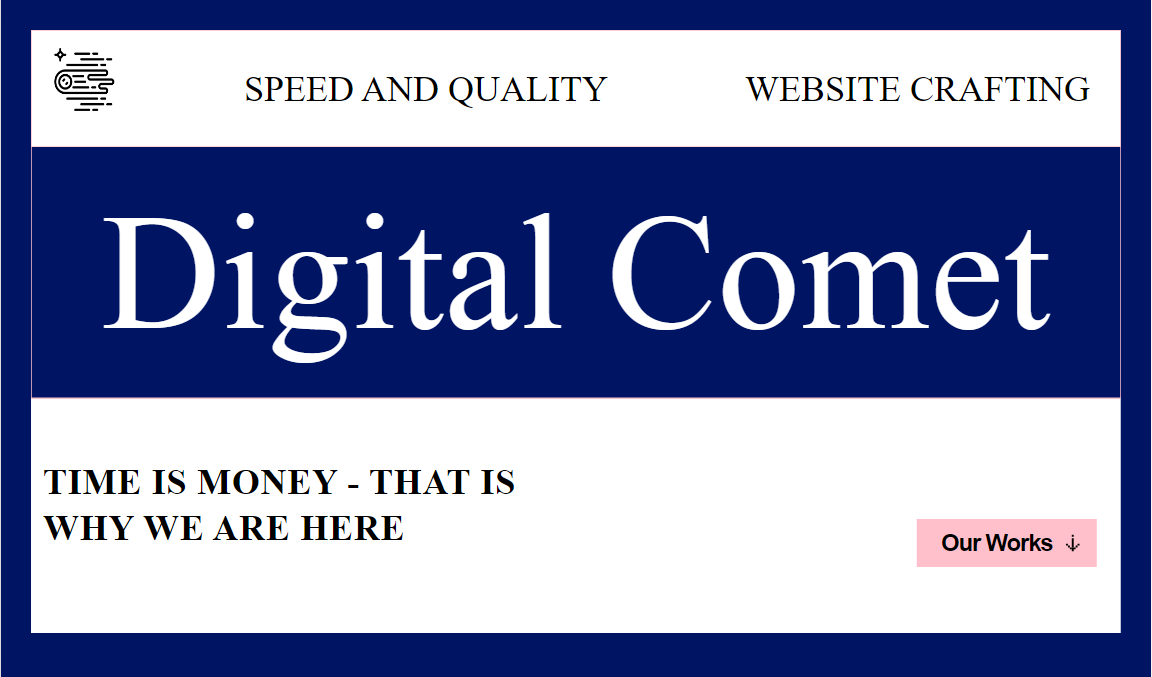 SPEED AND QUALITY
WEBSITE CRAFTING
Digital Comet
TIME IS MONEY - THAT IS
WHY WE ARE HERE
Our Works ↓